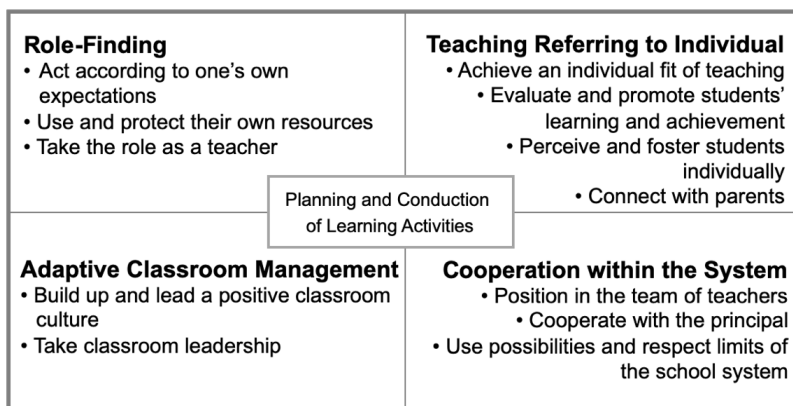 Role-Finding
• Act according to one's own
expectations
• Use and protect their own resources
• Take the role as a teacher
Teaching Referring to Individual
• Achieve an individual fit of teaching
• Evaluate and promote students'
learning and achievement
• Perceive and foster students
individually
• Connect with parents
Planning and Conduction
of Learning Activities
Adaptive Classroom Management
• Build up and lead a positive classroom
culture
• Take classroom leadership
Cooperation within the System
• Position in the team of teachers
• Cooperate with the principal
• Use possibilities and respect limits of
the school system